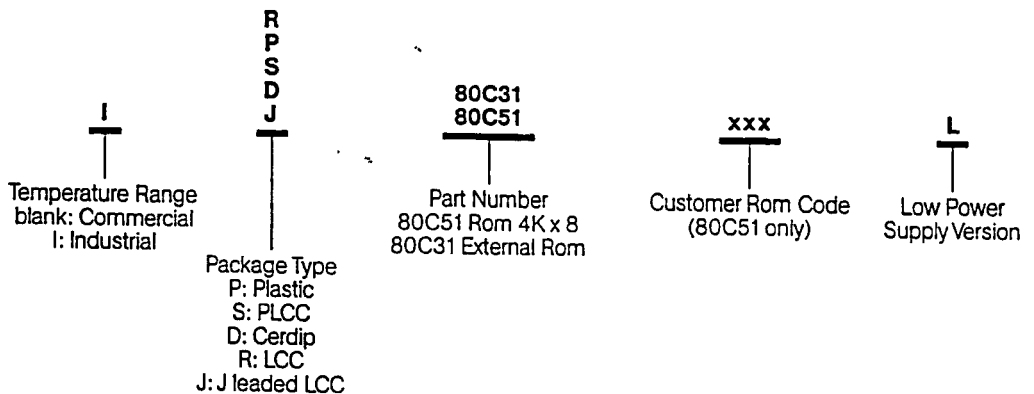 R
P
S
D
J
I
80C31
80C51
xxx
L
Temperature Range
blank: Commercial
I: Industrial
Package Type
P: Plastic
S: PLCC
D: Cerdip
R: LCC
J: J leaded LCC
Part Number
80C51 Rom 4K x 8
80C31 External Rom
Customer Rom Code
(80C51 only)
Low Power
Supply Version